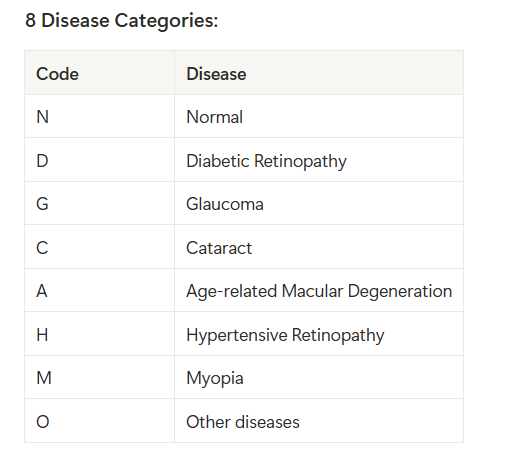 8 Disease Categories:
Code Disease
N Normal
D Diabetic Retinopathy
G Glaucoma
C Cataract
A Age-related Macular Degeneration
H Hypertensive Retinopathy
M Myopia
O Other diseases